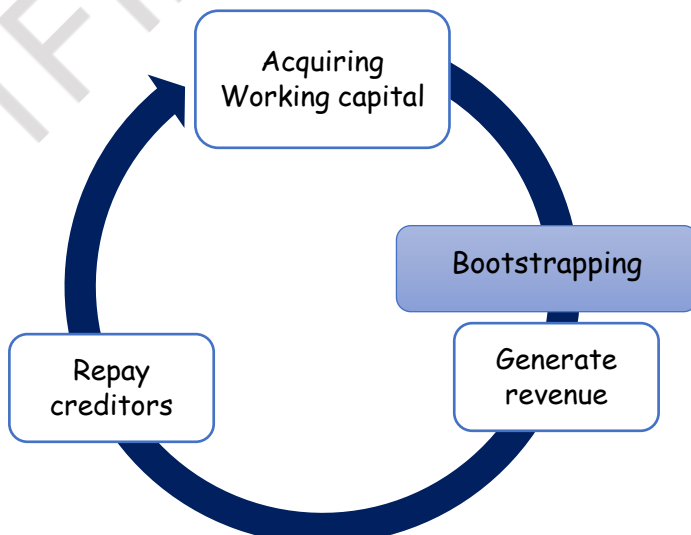 Acquiring
Working capital
Bootstrapping
Generate
revenue
Repay
creditors